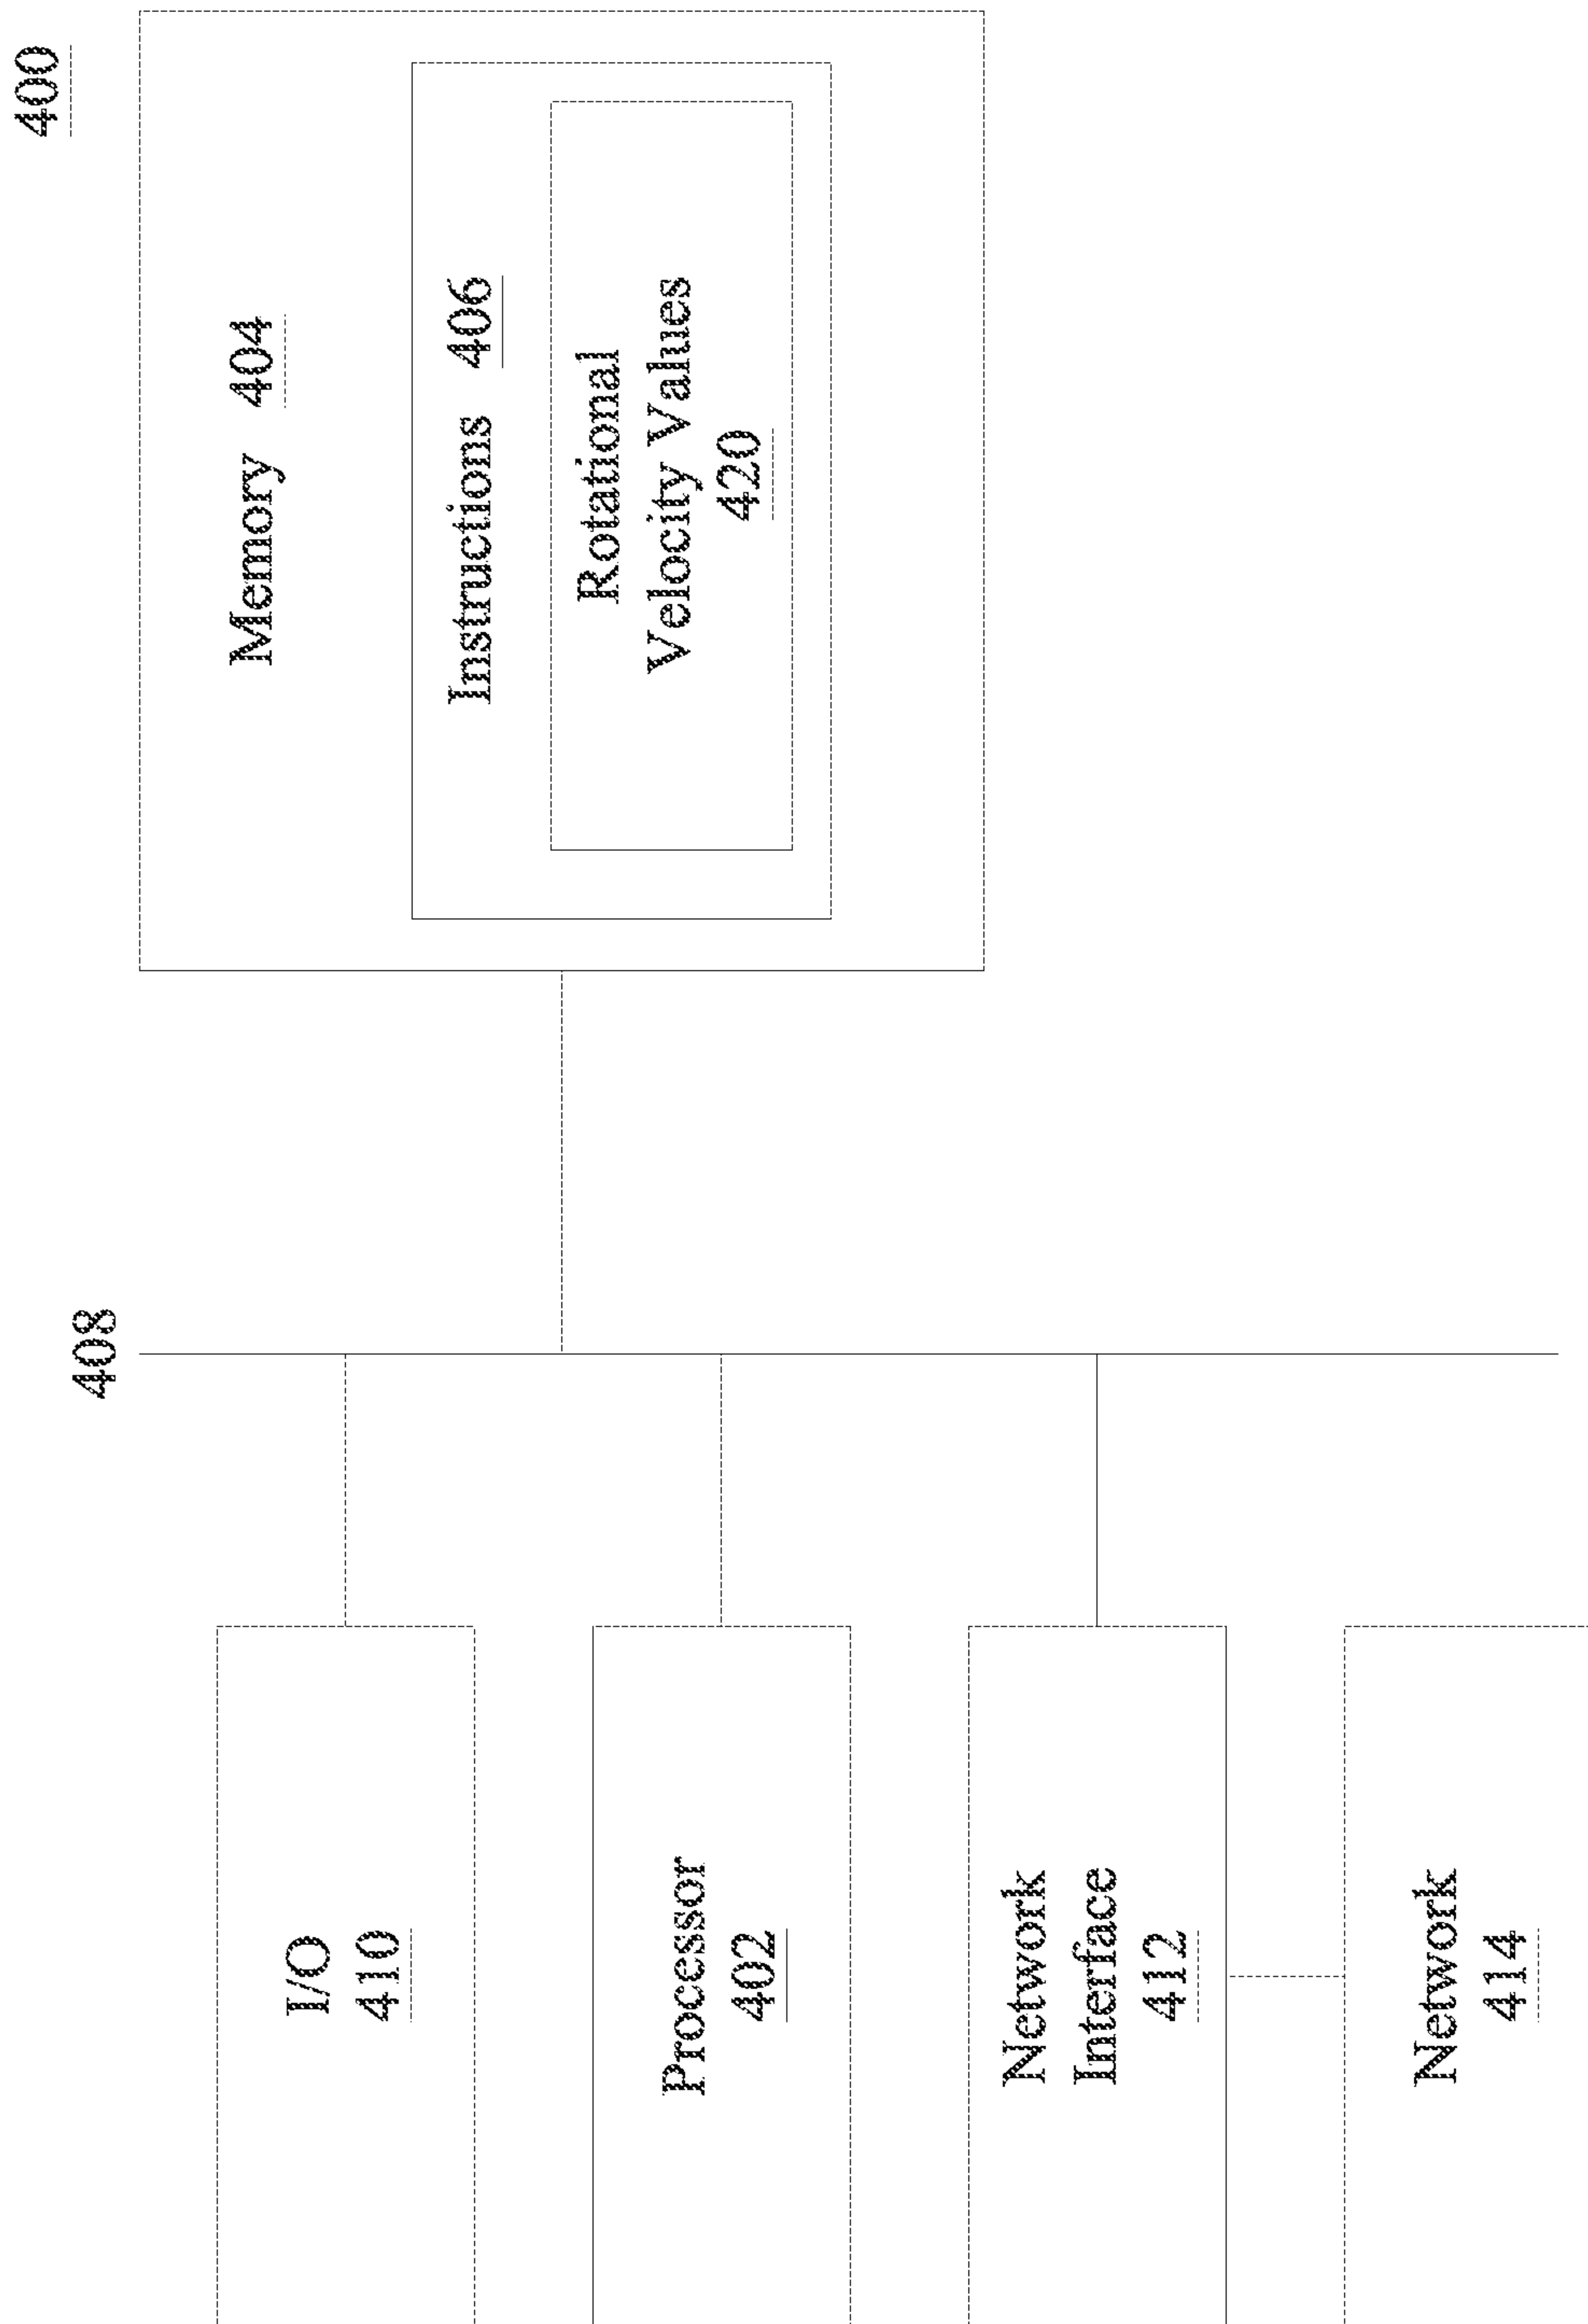 400
408
I/O
410
Processor
402
Network
Interface
412
Network
414
Memory 404
Instructions 406
Rotational
Velocity Values
420